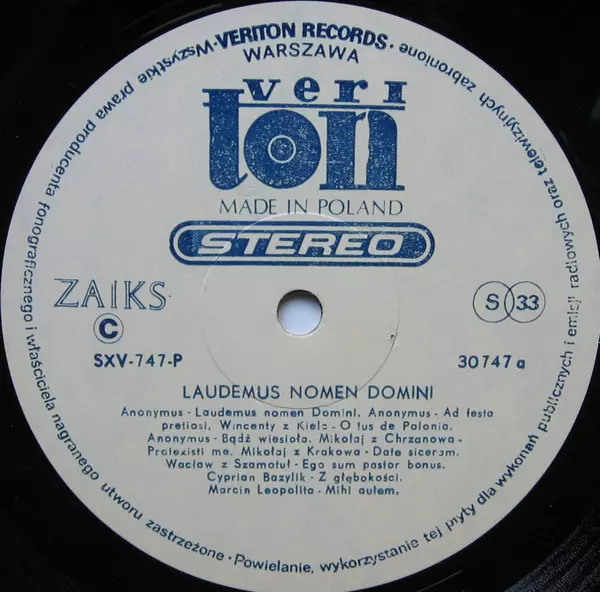 Wszystkie prawa producenta fonograficznego i właściciela nagranego utworu zastrzeżone • Powielanie, wykorzystanie tej płyty dla wykonań publicznych i emisji radiowych oraz telewizyjnych zabronione •
VERITON RECORDS
WARSZAWA
veri
ton
MADE IN POLAND
STEREO
ZAIKS
C
S 33
SXV-747-P
30747a
LAUDEMUS NOMEN DOMINI
Anonymus - Laudemus nomen Domini. Anonymus - Ad festa
pretiosi. Wincenty z Kielc - O lus de Polonia.
Anonymus - Bądź wiesioła. Mikołaj z Chrzanowa -
Protexisti me. Mikołaj z Krakowa - Date siceram.
Wacław z Szamotuł - Ego sum pastor bonus.
Cyprian Bazylik - Z głębokości.
Marcin Leopolita - Mihi autem.